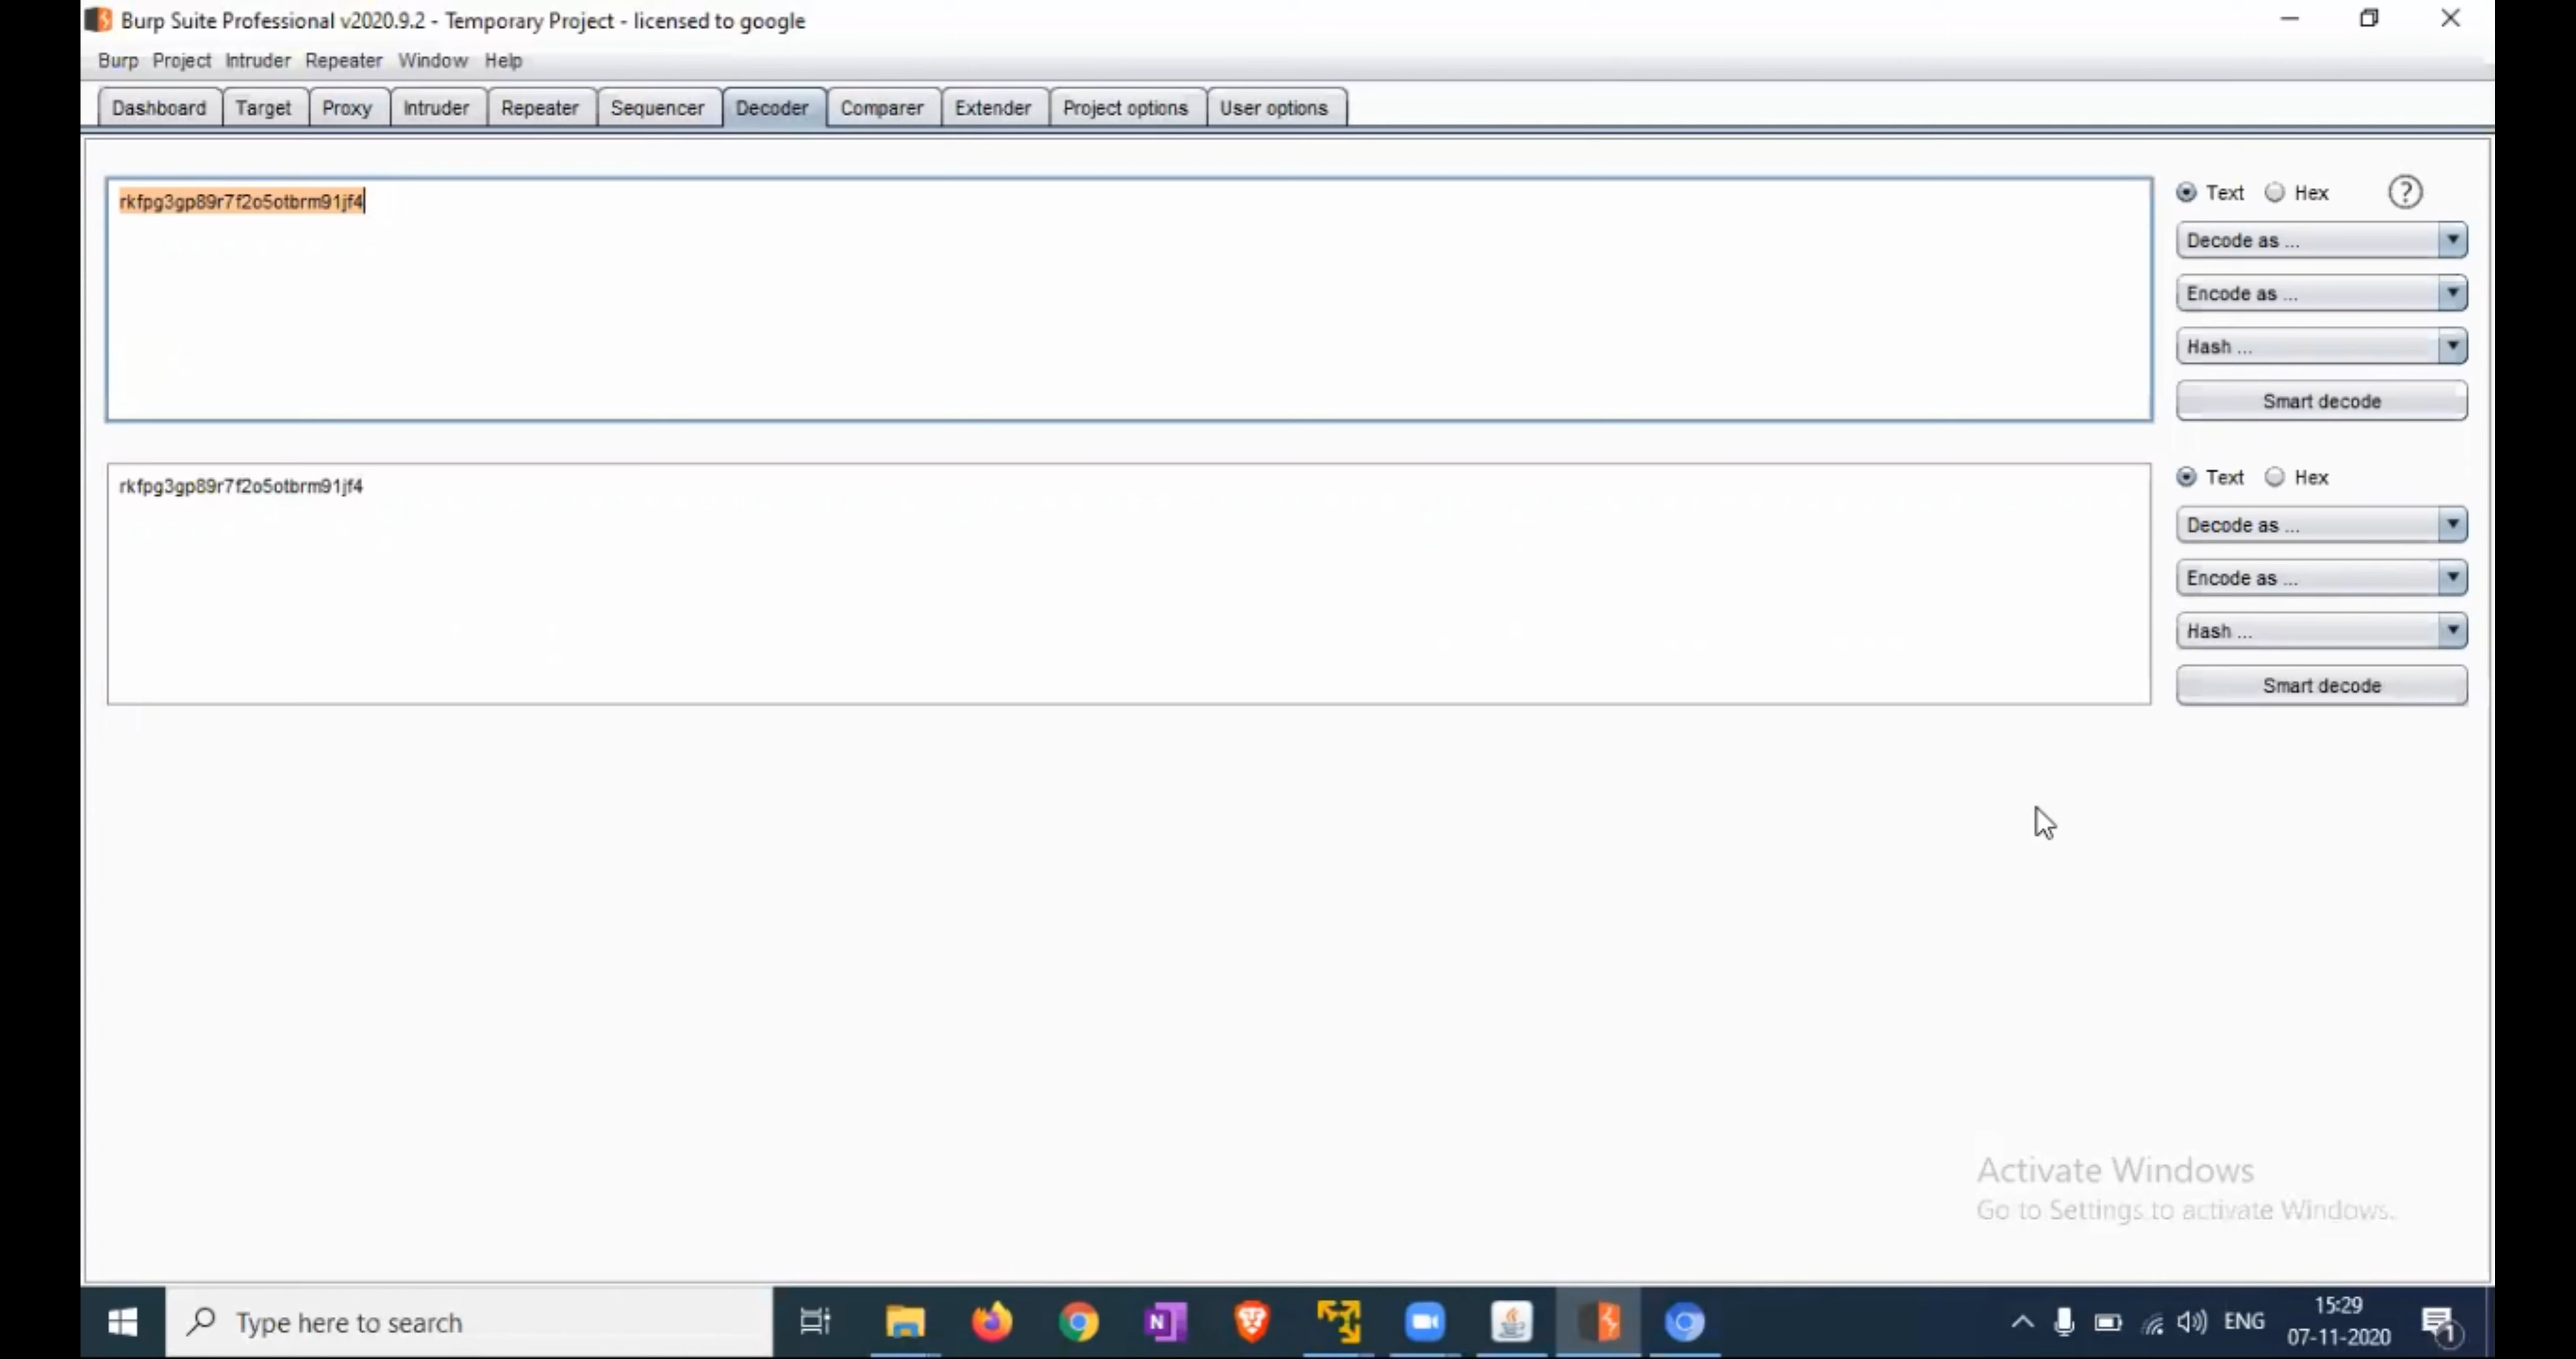 Burp Suite Professional v2020.9.2 - Temporary Project - licensed to google
Burp Project Intruder Repeater Window Help
Dashboard Target Proxy Intruder Repeater Sequencer Decoder Comparer Extender Project options User options
rkfpg3gp89r7f2o5otbrm91jf4
Text Hex ?
Decode as ...
Encode as ...
Hash ...
Smart decode
rkfpg3gp89r7f2o5otbrm91jf4
Text Hex
Decode as ...
Encode as ...
Hash ...
Smart decode
Activate Windows
Go to Settings to activate Windows.
Type here to search
N
ENG
15:29
07-11-2020
1